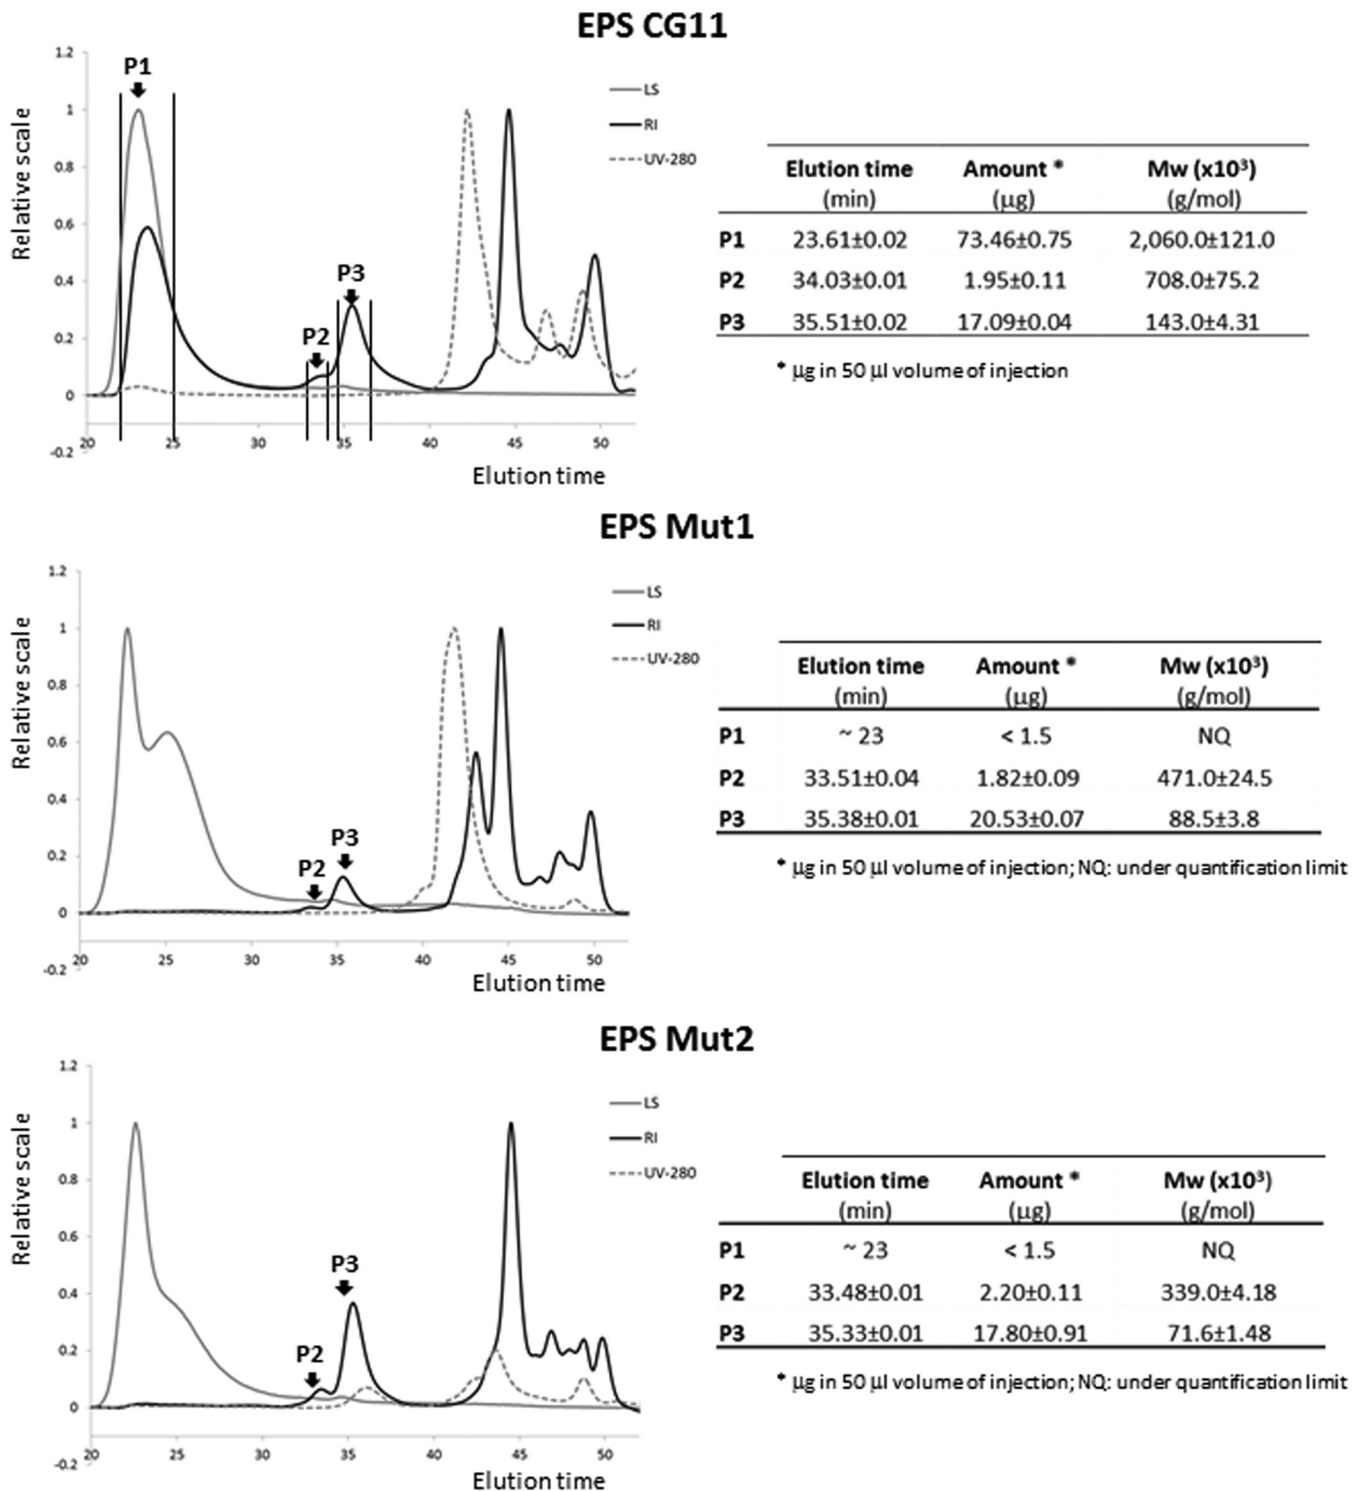 EPS CG11
1.2
1
0.8
0.6
0.4
0.2
0
-0.2
Relative scale
P1
P2
P3
LS
RI
UV-280
20 25 30 35 40 45 50
Elution time
Elution time Amount * Mw (x10³)
(min) (µg) (g/mol)
P1 23.61±0.02 73.46±0.75 2,060.0±121.0
P2 34.03±0.01 1.95±0.11 708.0±75.2
P3 35.51±0.02 17.09±0.04 143.0±4.31
* µg in 50 µl volume of injection
EPS Mut1
1.2
1
0.8
0.6
0.4
0.2
0
-0.2
Relative scale
P2
P3
LS
RI
UV-280
20 25 30 35 40 45 50
Elution time
Elution time Amount * Mw (x10³)
(min) (µg) (g/mol)
P1 ~ 23 < 1.5 NQ
P2 33.51±0.04 1.82±0.09 471.0±24.5
P3 35.38±0.01 20.53±0.07 88.5±3.8
* µg in 50 µl volume of injection; NQ: under quantification limit
EPS Mut2
1.2
1
0.8
0.6
0.4
0.2
0
-0.2
Relative scale
P2
P3
LS
RI
UV-280
20 25 30 35 40 45 50
Elution time
Elution time Amount * Mw (x10³)
(min) (µg) (g/mol)
P1 ~ 23 < 1.5 NQ
P2 33.48±0.01 2.20±0.11 339.0±4.18
P3 35.33±0.01 17.80±0.91 71.6±1.48
* µg in 50 µl volume of injection; NQ: under quantification limit